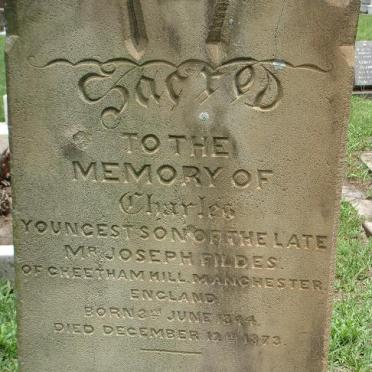 Sacred
TO THE
MEMORY OF
Charles
YOUNGEST SON OF THE LATE
MR JOSEPH FILDES
OF CHEETHAM HILL, MANCHESTER
ENGLAND.
BORN 3RD JUNE 1844.
DIED DECEMBER 12TH 1873.